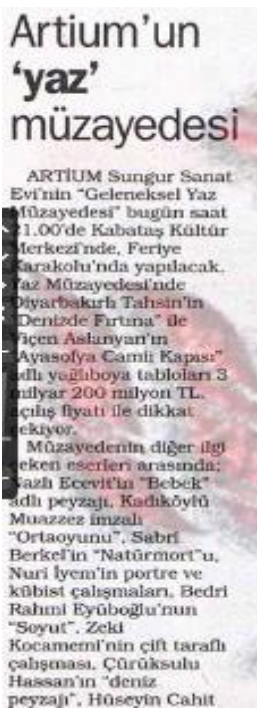 Artium'un
'yaz'
müzayedesi
ARTİUM Sungur Sanat
Evi'nin "Geleneksel Yaz
Müzayedesi" bugün saat
21.00'de Kabataş Kültür
Merkezi'nde, Feriye
Karakolu'nda yapılacak.
Yaz Müzayedesi'nde
Diyarbakırlı Tahsin'in
"Denizde Fırtına" ile
Viçen Aslanyan'ın
"Ayasofya Camii Kapısı"
adlı yağlıboya tabloları 3
milyar 200 milyon TL.
açılış fiyatı ile dikkat
çekiyor.
Müzayedenin diğer ilgi
çeken eserleri arasında;
Nazlı Ecevit'in "Bebek"
adlı peyzajı, Kadıköylü
Muazzez imzalı
"Ortaoyunu", Sabri
Berkel'in "Natürmort"u,
Nuri İyem'in portre ve
kübist çalışmaları, Bedri
Rahmi Eyüboğlu'nun
"Soyut", Zeki
Kocamemi'nin çift taraflı
çalışması, Çürüksulu
Hassan'ın "deniz
peyzajı", Hüseyin Cahit